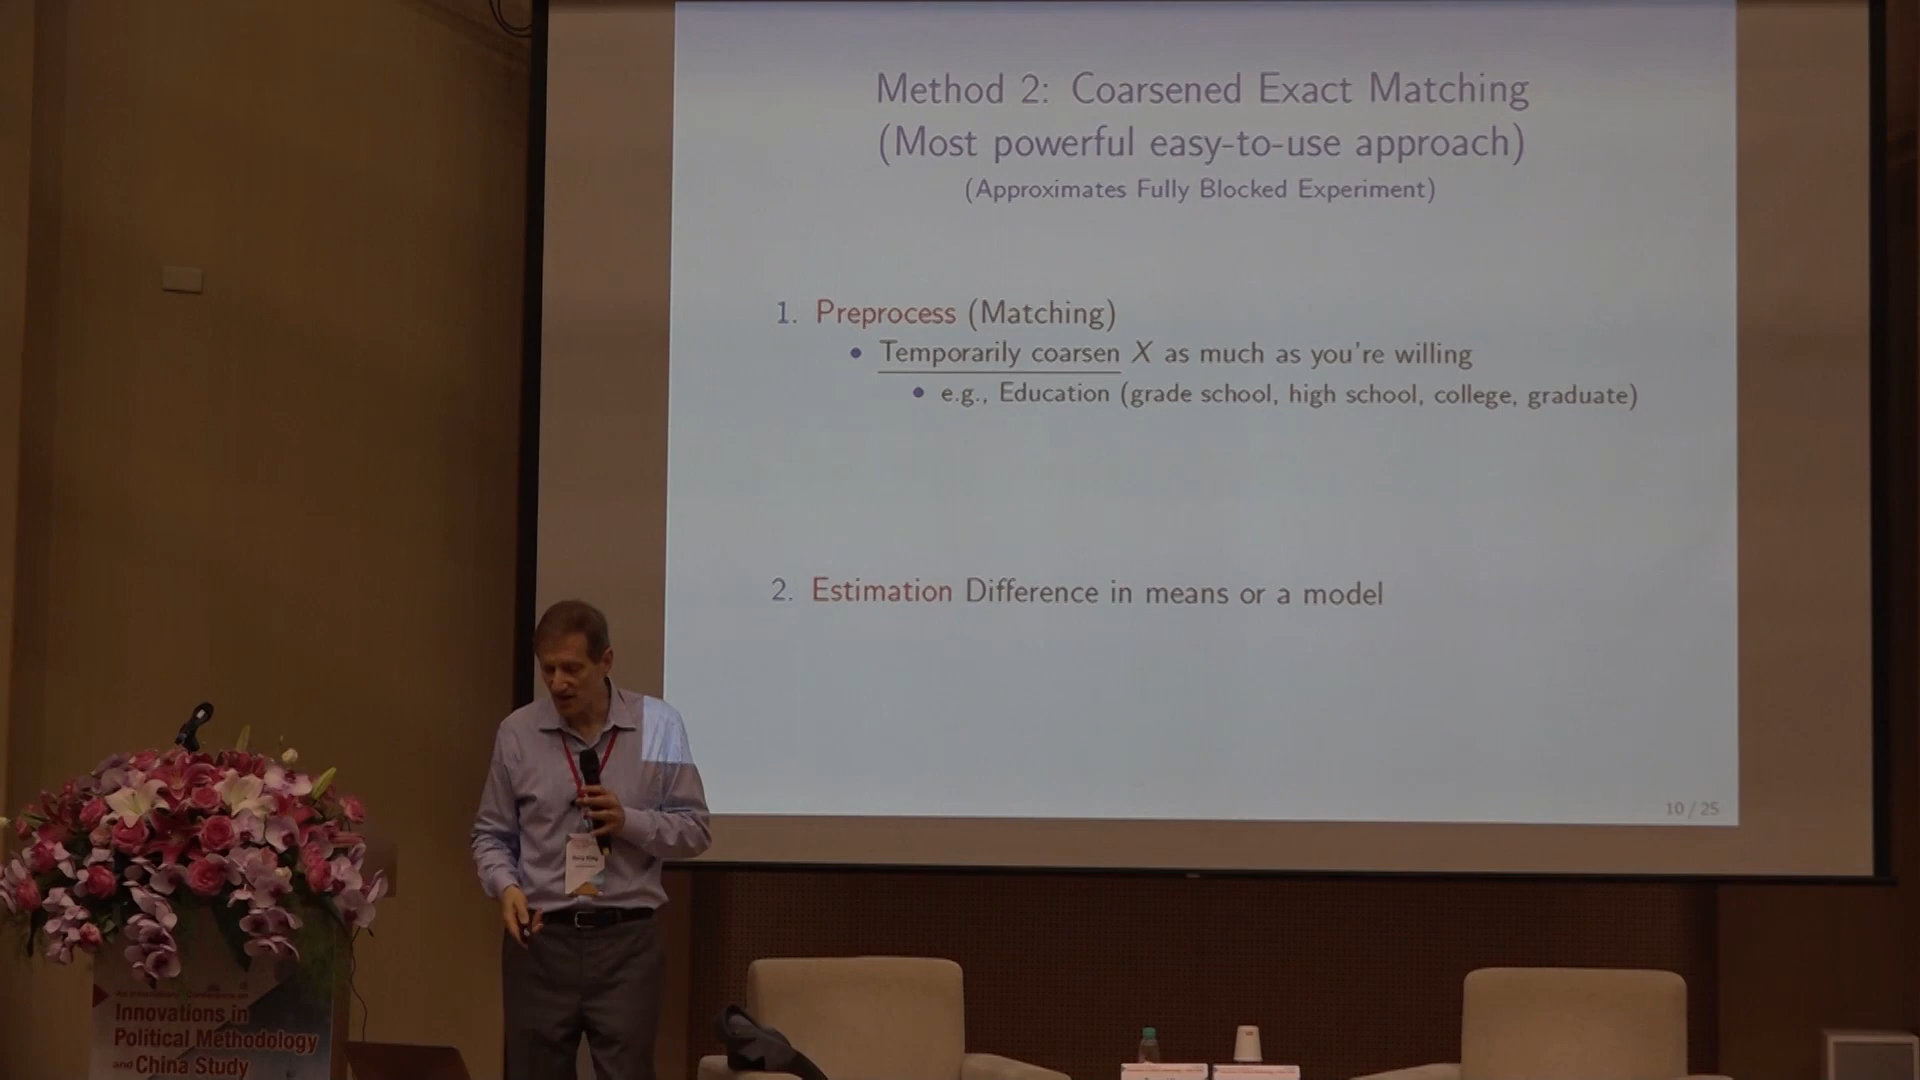 Method 2: Coarsened Exact Matching
(Most powerful easy-to-use approach)
(Approximates Fully Blocked Experiment)
1. Preprocess (Matching)
• Temporarily coarsen X as much as you're willing
• e.g., Education (grade school, high school, college, graduate)
2. Estimation Difference in means or a model
10 / 25
Gary King
Innovations in
Political Methodology
and China Study